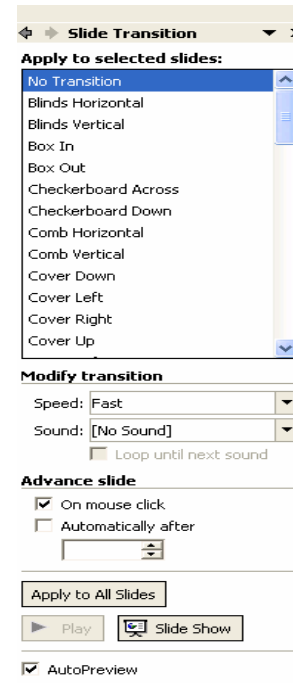 Slide Transition
Apply to selected slides:
No Transition
Blinds Horizontal
Blinds Vertical
Box In
Box Out
Checkerboard Across
Checkerboard Down
Comb Horizontal
Comb Vertical
Cover Down
Cover Left
Cover Right
Cover Up
Modify transition
Speed: Fast
Sound: [No Sound]
Loop until next sound
Advance slide
On mouse click
Automatically after
Apply to All Slides
Play Slide Show
AutoPreview